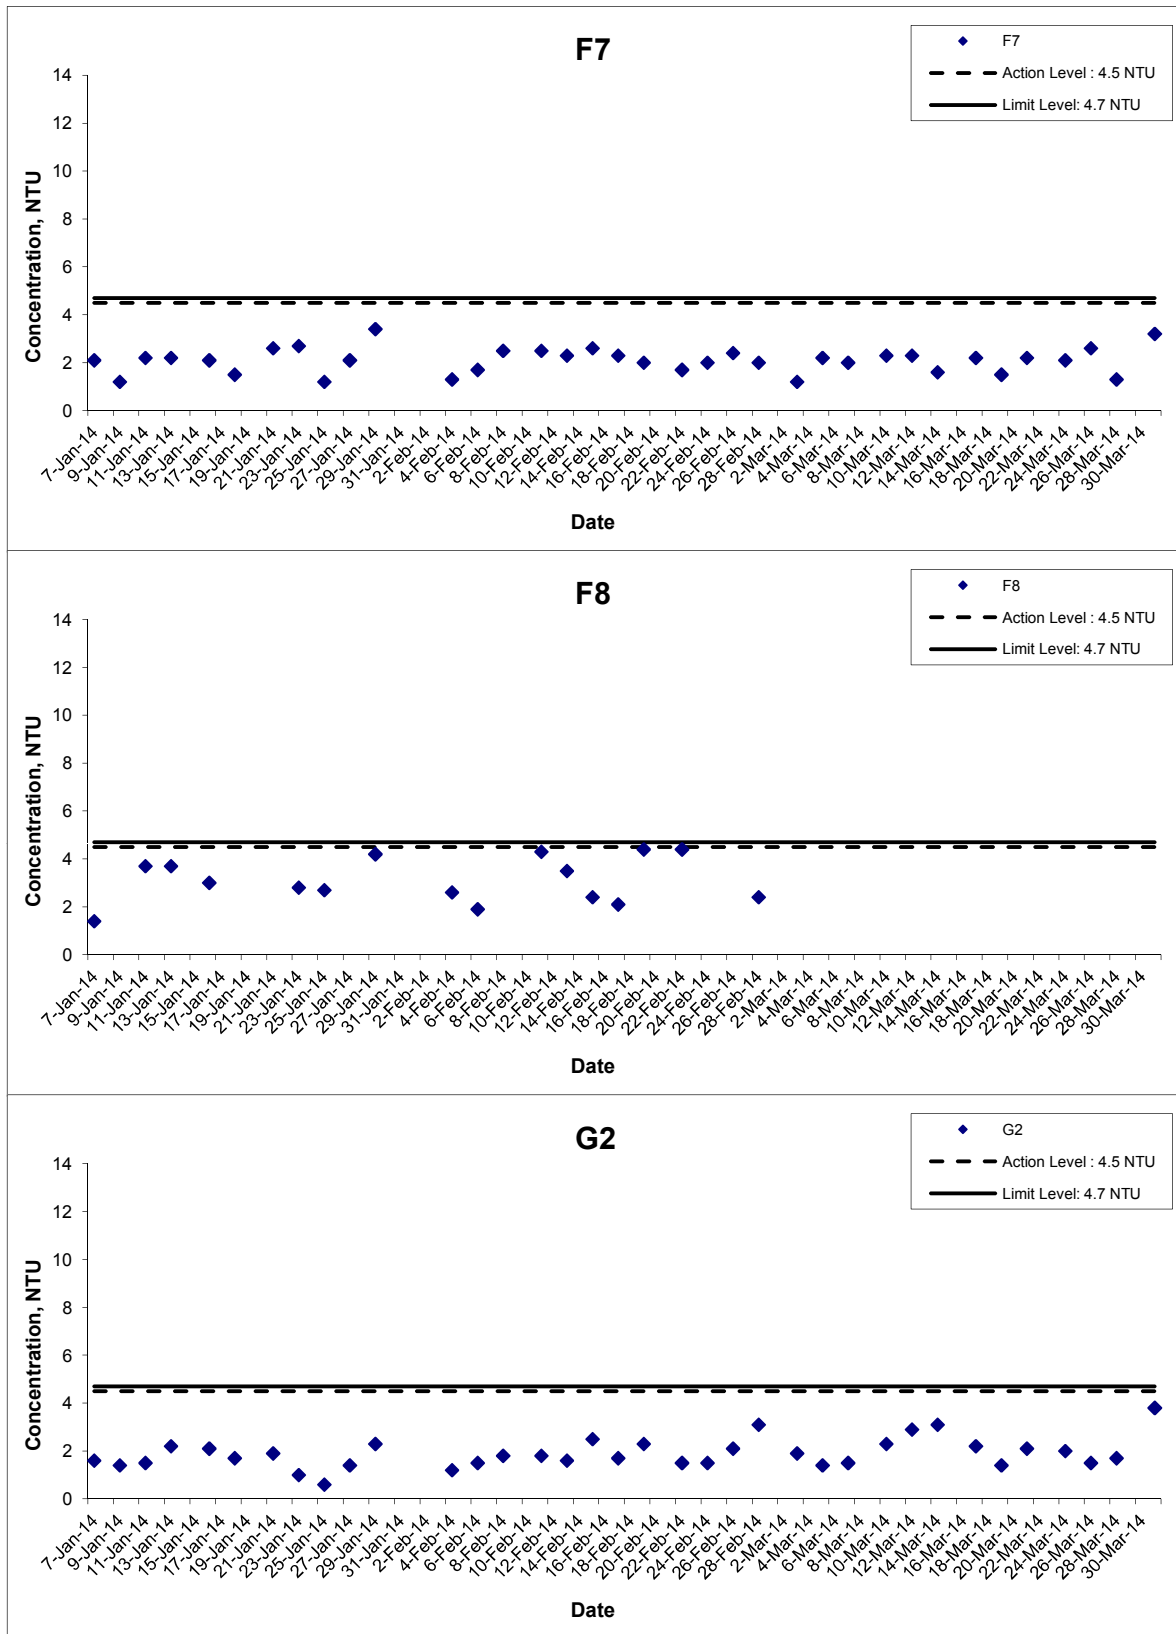 F7
F7
Action Level : 4.5 NTU
Limit Level: 4.7 NTU
Concentration, NTU
14
12
10
8
6
4
2
0
7-Jan-14
9-Jan-14
11-Jan-14
13-Jan-14
15-Jan-14
17-Jan-14
19-Jan-14
21-Jan-14
23-Jan-14
25-Jan-14
27-Jan-14
29-Jan-14
31-Jan-14
2-Feb-14
4-Feb-14
6-Feb-14
8-Feb-14
10-Feb-14
12-Feb-14
14-Feb-14
16-Feb-14
18-Feb-14
20-Feb-14
22-Feb-14
24-Feb-14
26-Feb-14
28-Feb-14
2-Mar-14
4-Mar-14
6-Mar-14
8-Mar-14
10-Mar-14
12-Mar-14
14-Mar-14
16-Mar-14
18-Mar-14
20-Mar-14
22-Mar-14
24-Mar-14
26-Mar-14
28-Mar-14
30-Mar-14
Date
F8
F8
Action Level : 4.5 NTU
Limit Level: 4.7 NTU
Concentration, NTU
14
12
10
8
6
4
2
0
7-Jan-14
9-Jan-14
11-Jan-14
13-Jan-14
15-Jan-14
17-Jan-14
19-Jan-14
21-Jan-14
23-Jan-14
25-Jan-14
27-Jan-14
29-Jan-14
31-Jan-14
2-Feb-14
4-Feb-14
6-Feb-14
8-Feb-14
10-Feb-14
12-Feb-14
14-Feb-14
16-Feb-14
18-Feb-14
20-Feb-14
22-Feb-14
24-Feb-14
26-Feb-14
28-Feb-14
2-Mar-14
4-Mar-14
6-Mar-14
8-Mar-14
10-Mar-14
12-Mar-14
14-Mar-14
16-Mar-14
18-Mar-14
20-Mar-14
22-Mar-14
24-Mar-14
26-Mar-14
28-Mar-14
30-Mar-14
Date
G2
G2
Action Level : 4.5 NTU
Limit Level: 4.7 NTU
Concentration, NTU
14
12
10
8
6
4
2
0
7-Jan-14
9-Jan-14
11-Jan-14
13-Jan-14
15-Jan-14
17-Jan-14
19-Jan-14
21-Jan-14
23-Jan-14
25-Jan-14
27-Jan-14
29-Jan-14
31-Jan-14
2-Feb-14
4-Feb-14
6-Feb-14
8-Feb-14
10-Feb-14
12-Feb-14
14-Feb-14
16-Feb-14
18-Feb-14
20-Feb-14
22-Feb-14
24-Feb-14
26-Feb-14
28-Feb-14
2-Mar-14
4-Mar-14
6-Mar-14
8-Mar-14
10-Mar-14
12-Mar-14
14-Mar-14
16-Mar-14
18-Mar-14
20-Mar-14
22-Mar-14
24-Mar-14
26-Mar-14
28-Mar-14
30-Mar-14
Date